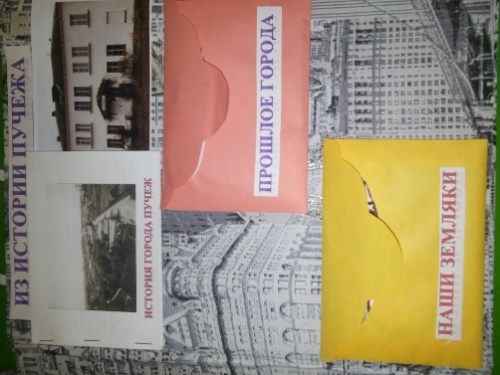 ИЗ ИСТОРИИ ПУЧЕЖА
ИСТОРИЯ ГОРОДА ПУЧЕЖ
ПРОШЛОЕ ГОРОДА
НАШИ ЗЕМЛЯКИ